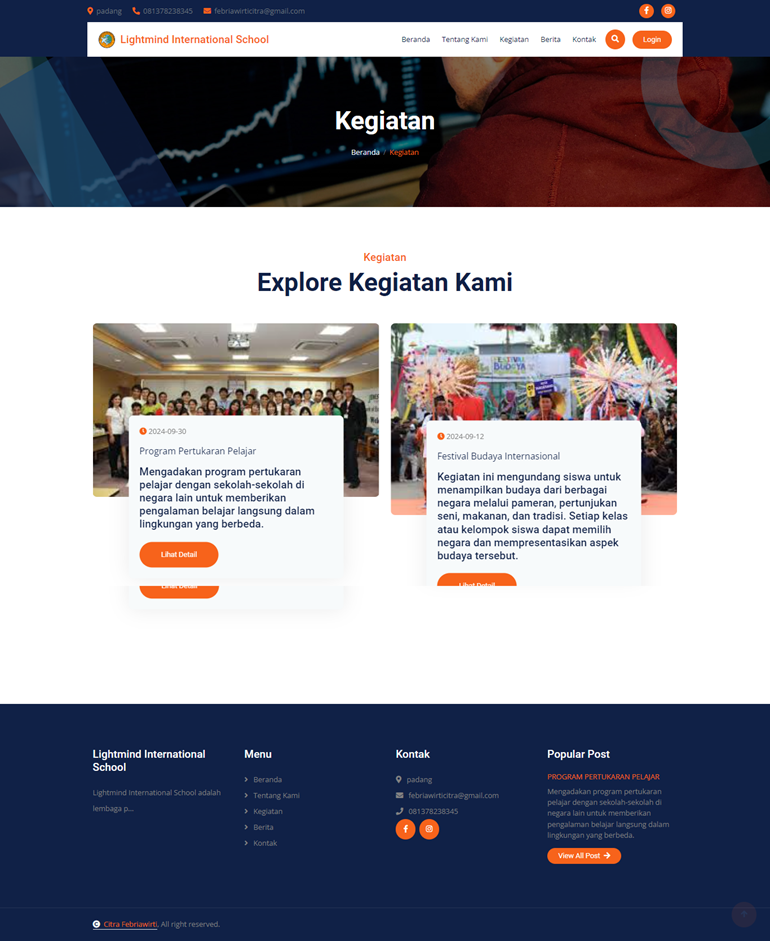 padang 081378238345 febriawirticitra@gmail.com
Lightmind International School Beranda Tentang Kami Kegiatan Berita Kontak Login
Kegiatan
Beranda / Kegiatan
Kegiatan
Explore Kegiatan Kami
FESTIVAL
BUDAYA
2024-09-30
Program Pertukaran Pelajar
Mengadakan program pertukaran
pelajar dengan sekolah-sekolah di
negara lain untuk memberikan
pengalaman belajar langsung dalam
lingkungan yang berbeda.
Lihat Detail
Lihat Detail
2024-09-12
Festival Budaya Internasional
Kegiatan ini mengundang siswa untuk
menampilkan budaya dari berbagai
negara melalui pameran, pertunjukan
seni, makanan, dan tradisi. Setiap kelas
atau kelompok siswa dapat memilih
negara dan mempresentasikan aspek
budaya tersebut.
Lihat Detail
Lightmind International
School
Lightmind International School adalah
lembaga p...
Menu
Beranda
Tentang Kami
Kegiatan
Berita
Kontak
Kontak
padang
febriawirticitra@gmail.com
081378238345
Popular Post
PROGRAM PERTUKARAN PELAJAR
Mengadakan program pertukaran
pelajar dengan sekolah-sekolah di
negara lain untuk memberikan
pengalaman belajar langsung dalam
lingkungan yang berbeda.
View All Post
Citra Febriawirti, All right reserved.